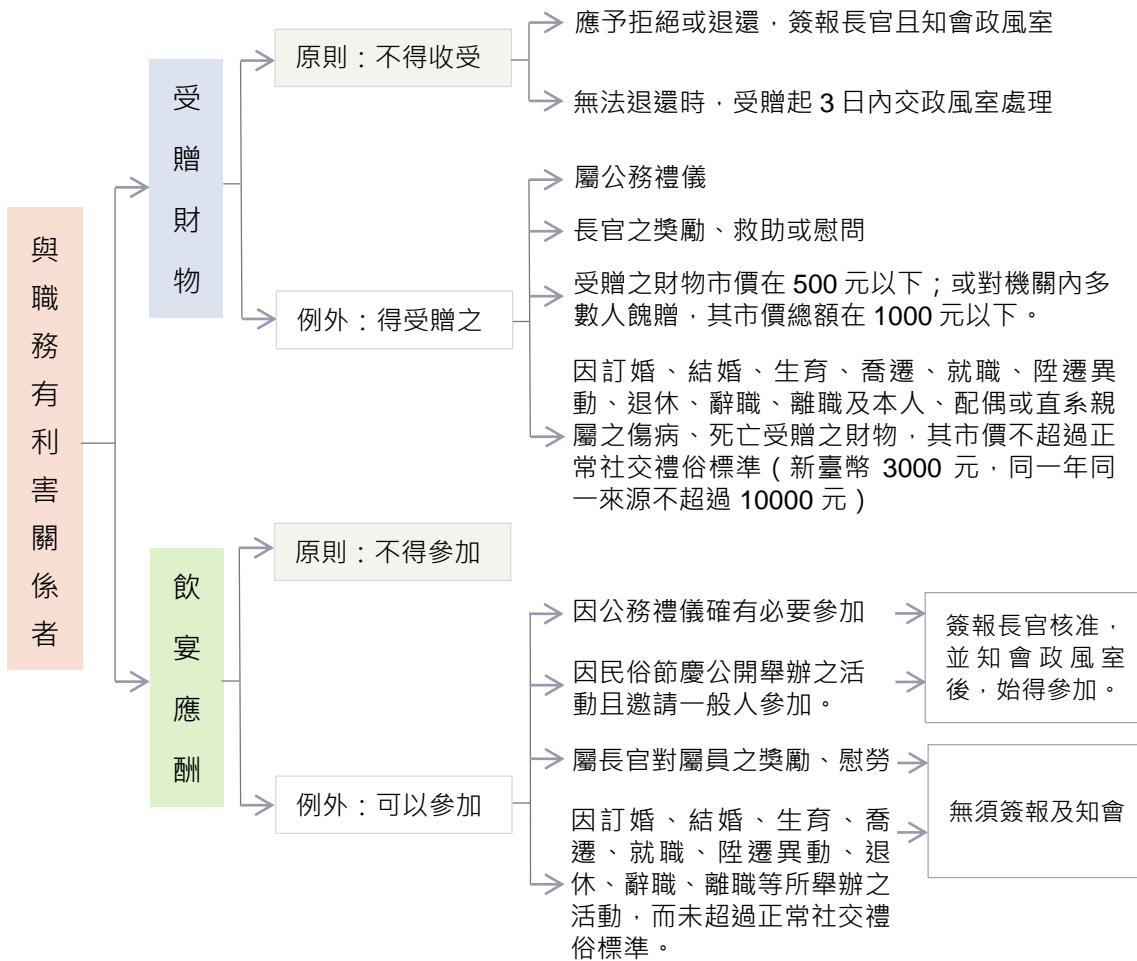 與職務有利害關係者
受贈財物
原則：不得收受
應予拒絕或退還，簽報長官且知會政風室
無法退還時，受贈起 3 日內交政風室處理
例外：得受贈之
屬公務禮儀
長官之獎勵、救助或慰問
受贈之財物市價在 500 元以下；或對機關內多
數人餽贈，其市價總額在 1000 元以下。
因訂婚、結婚、生育、喬遷、就職、陞遷異
動、退休、辭職、離職及本人、配偶或直系親
屬之傷病、死亡受贈之財物，其市價不超過正
常社交禮俗標準（新臺幣 3000 元，同一年同
一來源不超過 10000 元）
飲宴應酬
原則：不得參加
例外：可以參加
因公務禮儀確有必要參加
因民俗節慶公開舉辦之活
動且邀請一般人參加。
簽報長官核准，
並知會政風室
後，始得參加。
屬長官對屬員之獎勵、慰勞
因訂婚、結婚、生育、喬
遷、就職、陞遷異動、退
休、辭職、離職等所舉辦之
活動，而未超過正常社交禮
俗標準。
無須簽報及知會